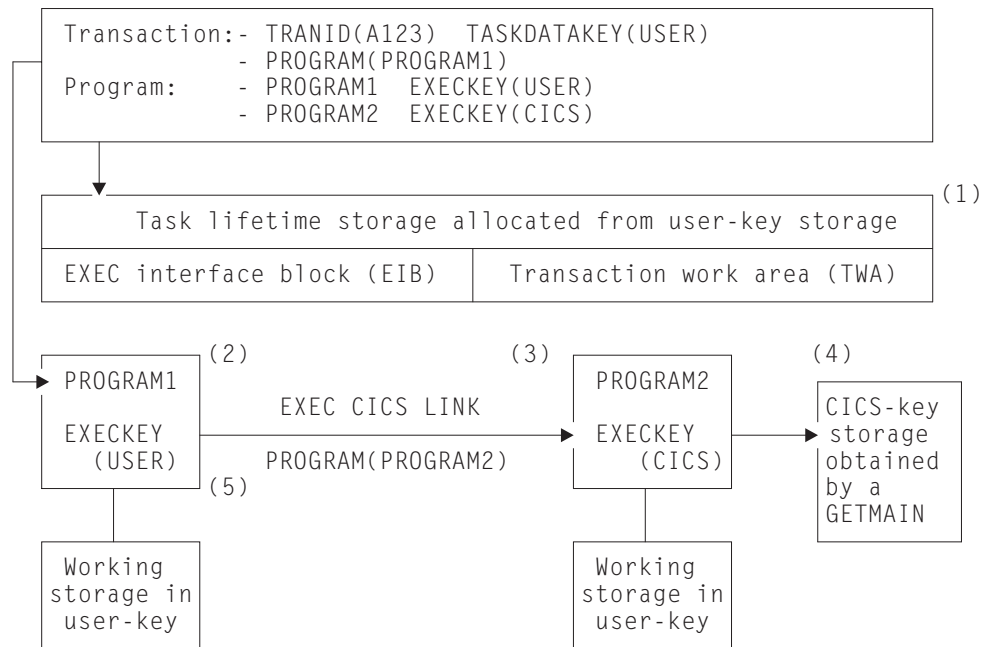 Transaction:- TRANID(A123) TASKDATAKEY(USER)
- PROGRAM(PROGRAM1)
Program: - PROGRAM1 EXECKEY(USER)
- PROGRAM2 EXECKEY(CICS)
(1)
Task lifetime storage allocated from user-key storage
EXEC interface block (EIB)
Transaction work area (TWA)
(2)
PROGRAM1
EXECKEY
(USER)
(5)
EXEC CICS LINK
PROGRAM(PROGRAM2)
(3)
PROGRAM2
EXECKEY
(CICS)
(4)
CICS-key
storage
obtained
by a
GETMAIN
Working
storage in
user-key
Working
storage in
user-key